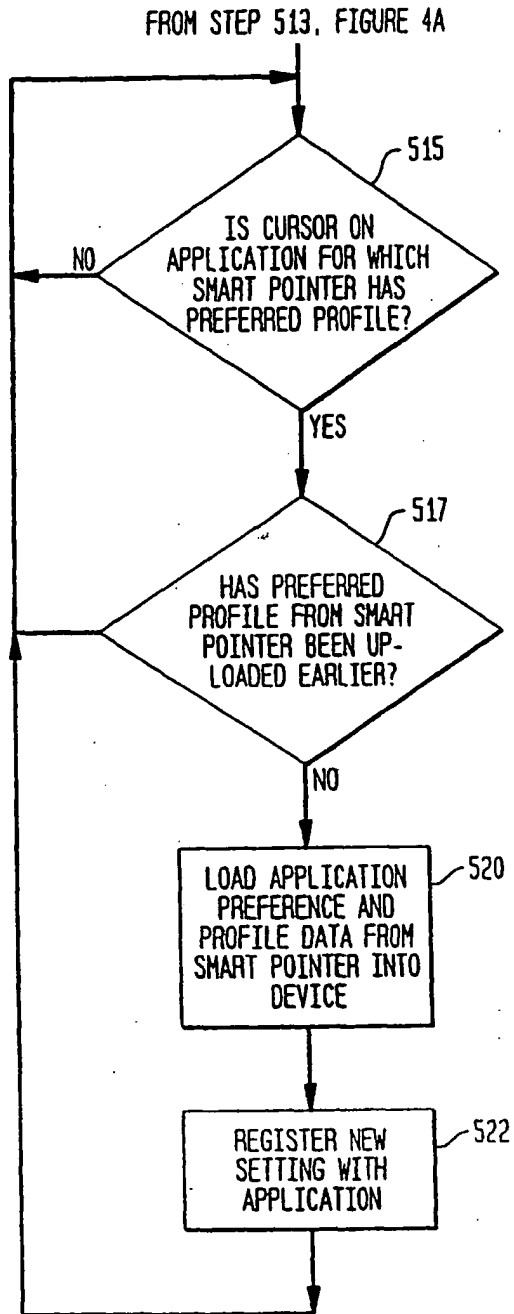 FROM STEP 513, FIGURE 4A
515
IS CURSOR ON
APPLICATION FOR WHICH
SMART POINTER HAS
PREFERRED PROFILE?
NO
YES
517
HAS PREFERRED
PROFILE FROM SMART
POINTER BEEN UP-
LOADED EARLIER?
NO
520
LOAD APPLICATION
PREFERENCE AND
PROFILE DATA FROM
SMART POINTER INTO
DEVICE
522
REGISTER NEW
SETTING WITH
APPLICATION